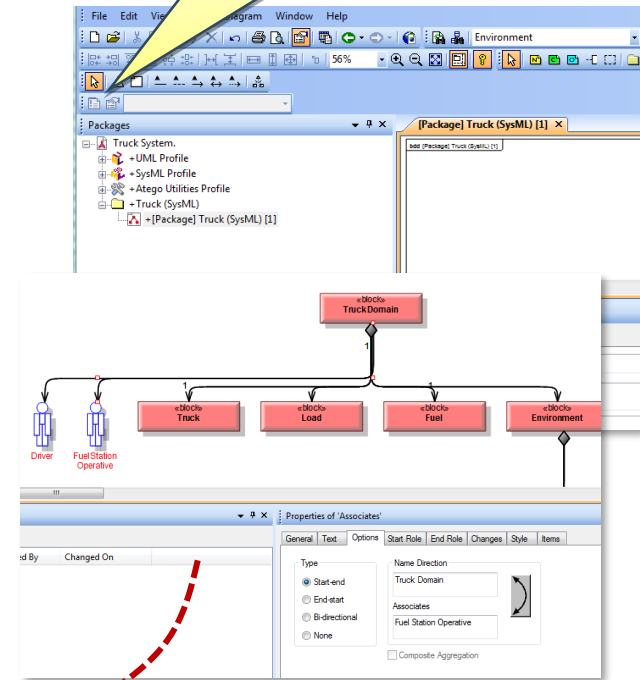 File Edit Vie agram Window Help
Environment
56%
Packages
[Package] Truck (SysML) [1]
Truck System.
bdd [Package] Truck (SysML) [1]
+UML Profile
+SysML Profile
+Atego Utilities Profile
+Truck (SysML)
+[Package] Truck (SysML) [1]
«block»
TruckDomain
1
1
1
«block»
Truck
«block»
Load
«block»
Fuel
«block»
Environment
Driver
Fuel Station
Operative
Properties of 'Associates'
General Text Options Start Role End Role Changes Style Items
ed By Changed On
Type
Start-end
End-start
Bi-directional
None
Name Direction
Truck Domain
Associates
Fuel Station Operative
Composite Aggregation